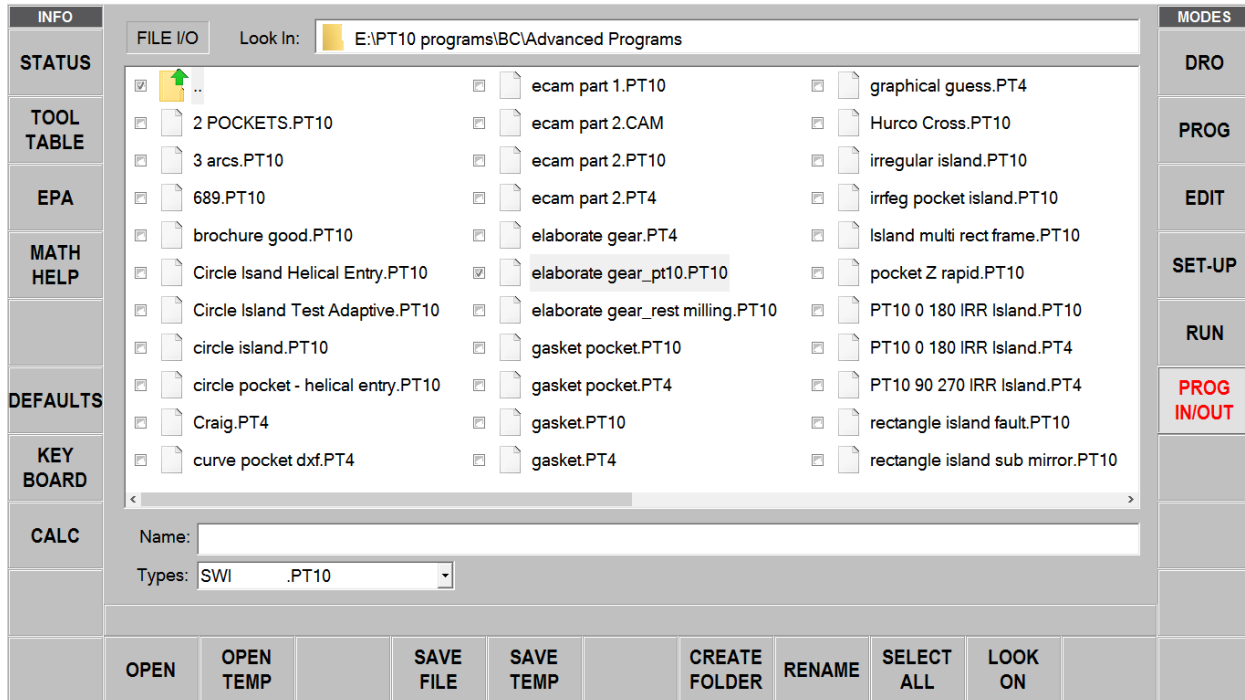 INFO
STATUS
TOOL
TABLE
EPA
MATH
HELP
DEFAULTS
KEY
BOARD
CALC
FILE I/O
Look In:
E:\PT10 programs\BC\Advanced Programs
..
2 POCKETS.PT10
3 arcs.PT10
689.PT10
brochure good.PT10
Circle Isand Helical Entry.PT10
Circle Island Test Adaptive.PT10
circle island.PT10
circle pocket - helical entry.PT10
Craig.PT4
curve pocket dxf.PT4
ecam part 1.PT10
ecam part 2.CAM
ecam part 2.PT10
ecam part 2.PT4
elaborate gear.PT4
elaborate gear_pt10.PT10
elaborate gear_rest milling.PT10
gasket pocket.PT10
gasket pocket.PT4
gasket.PT10
gasket.PT4
graphical guess.PT4
Hurco Cross.PT10
irregular island.PT10
irrfeg pocket island.PT10
Island multi rect frame.PT10
pocket Z rapid.PT10
PT10 0 180 IRR Island.PT10
PT10 0 180 IRR Island.PT4
PT10 90 270 IRR Island.PT4
rectangle island fault.PT10
rectangle island sub mirror.PT10
Name:
Types: SWI .PT10
OPEN
OPEN
TEMP
SAVE
FILE
SAVE
TEMP
CREATE
FOLDER
RENAME
SELECT
ALL
LOOK
ON
MODES
DRO
PROG
EDIT
SET-UP
RUN
PROG
IN/OUT